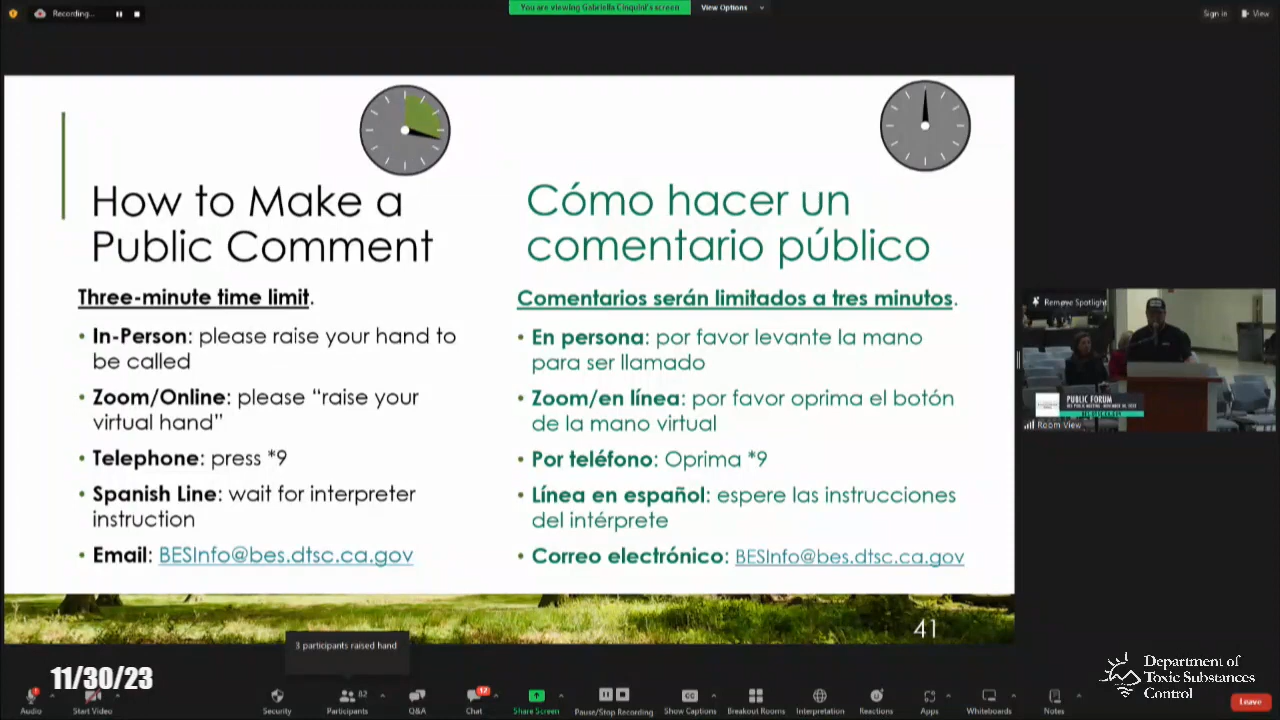 Recording...
You are viewing Gabriella Cinquini's screen
View Options
Sign in
View
How to Make a
Public Comment
Three-minute time limit.
• In-Person: please raise your hand to
be called
• Zoom/Online: please “raise your
virtual hand”
• Telephone: press *9
• Spanish Line: wait for interpreter
instruction
• Email: BESInfo@bes.dtsc.ca.gov
Cómo hacer un
comentario público
Comentarios serán limitados a tres minutos.
• En persona: por favor levante la mano
para ser llamado
• Zoom/en línea: por favor oprima el botón
de la mano virtual
• Por teléfono: Oprima *9
• Línea en español: espere las instrucciones
del intérprete
• Correo electrónico: BESInfo@bes.dtsc.ca.gov
41
Remove Spotlight
PUBLIC FORUM
Room View
3 participants raised hand
11/30/23
Department of
Toxic Substances
Control
Audio
Start Video
Security
Participants
82
Q&A
Chat
12
Share Screen
Pause/Stop Recording
CC
Show Captions
Breakout Rooms
Interpretation
Reactions
Apps
Whiteboards
Notes
Leave